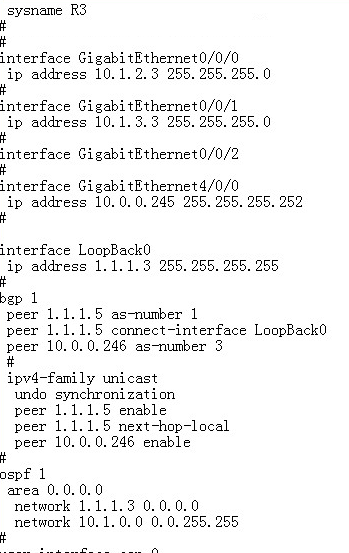 sysname R3
#
#
interface GigabitEthernet0/0/0
ip address 10.1.2.3 255.255.255.0
#
interface GigabitEthernet0/0/1
ip address 10.1.3.3 255.255.255.0
#
interface GigabitEthernet0/0/2
#
interface GigabitEthernet4/0/0
ip address 10.0.0.245 255.255.255.252
#
interface LoopBack0
ip address 1.1.1.3 255.255.255.255
#
bgp 1
peer 1.1.1.5 as-number 1
peer 1.1.1.5 connect-interface LoopBack0
peer 10.0.0.246 as-number 3
#
ipv4-family unicast
undo synchronization
peer 1.1.1.5 enable
peer 1.1.1.5 next-hop-local
peer 10.0.0.246 enable
#
ospf 1
area 0.0.0.0
network 1.1.1.3 0.0.0.0
network 10.1.0.0 0.0.255.255
#